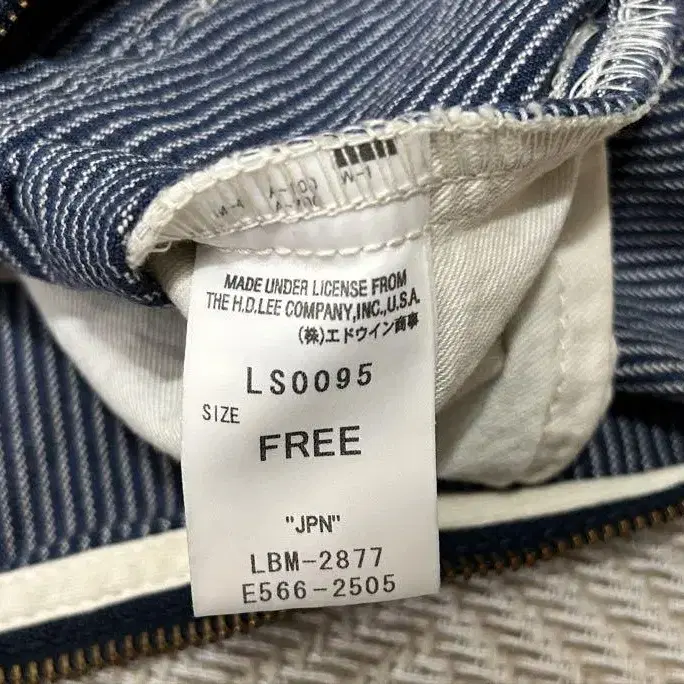 W-1
MADE UNDER LICENSE FROM
THE H.D.LEE COMPANY,INC.,U.S.A.
(株)エドウイン商事
LS0095
SIZE
FREE
"JPN"
LBM-2877
E566-2505